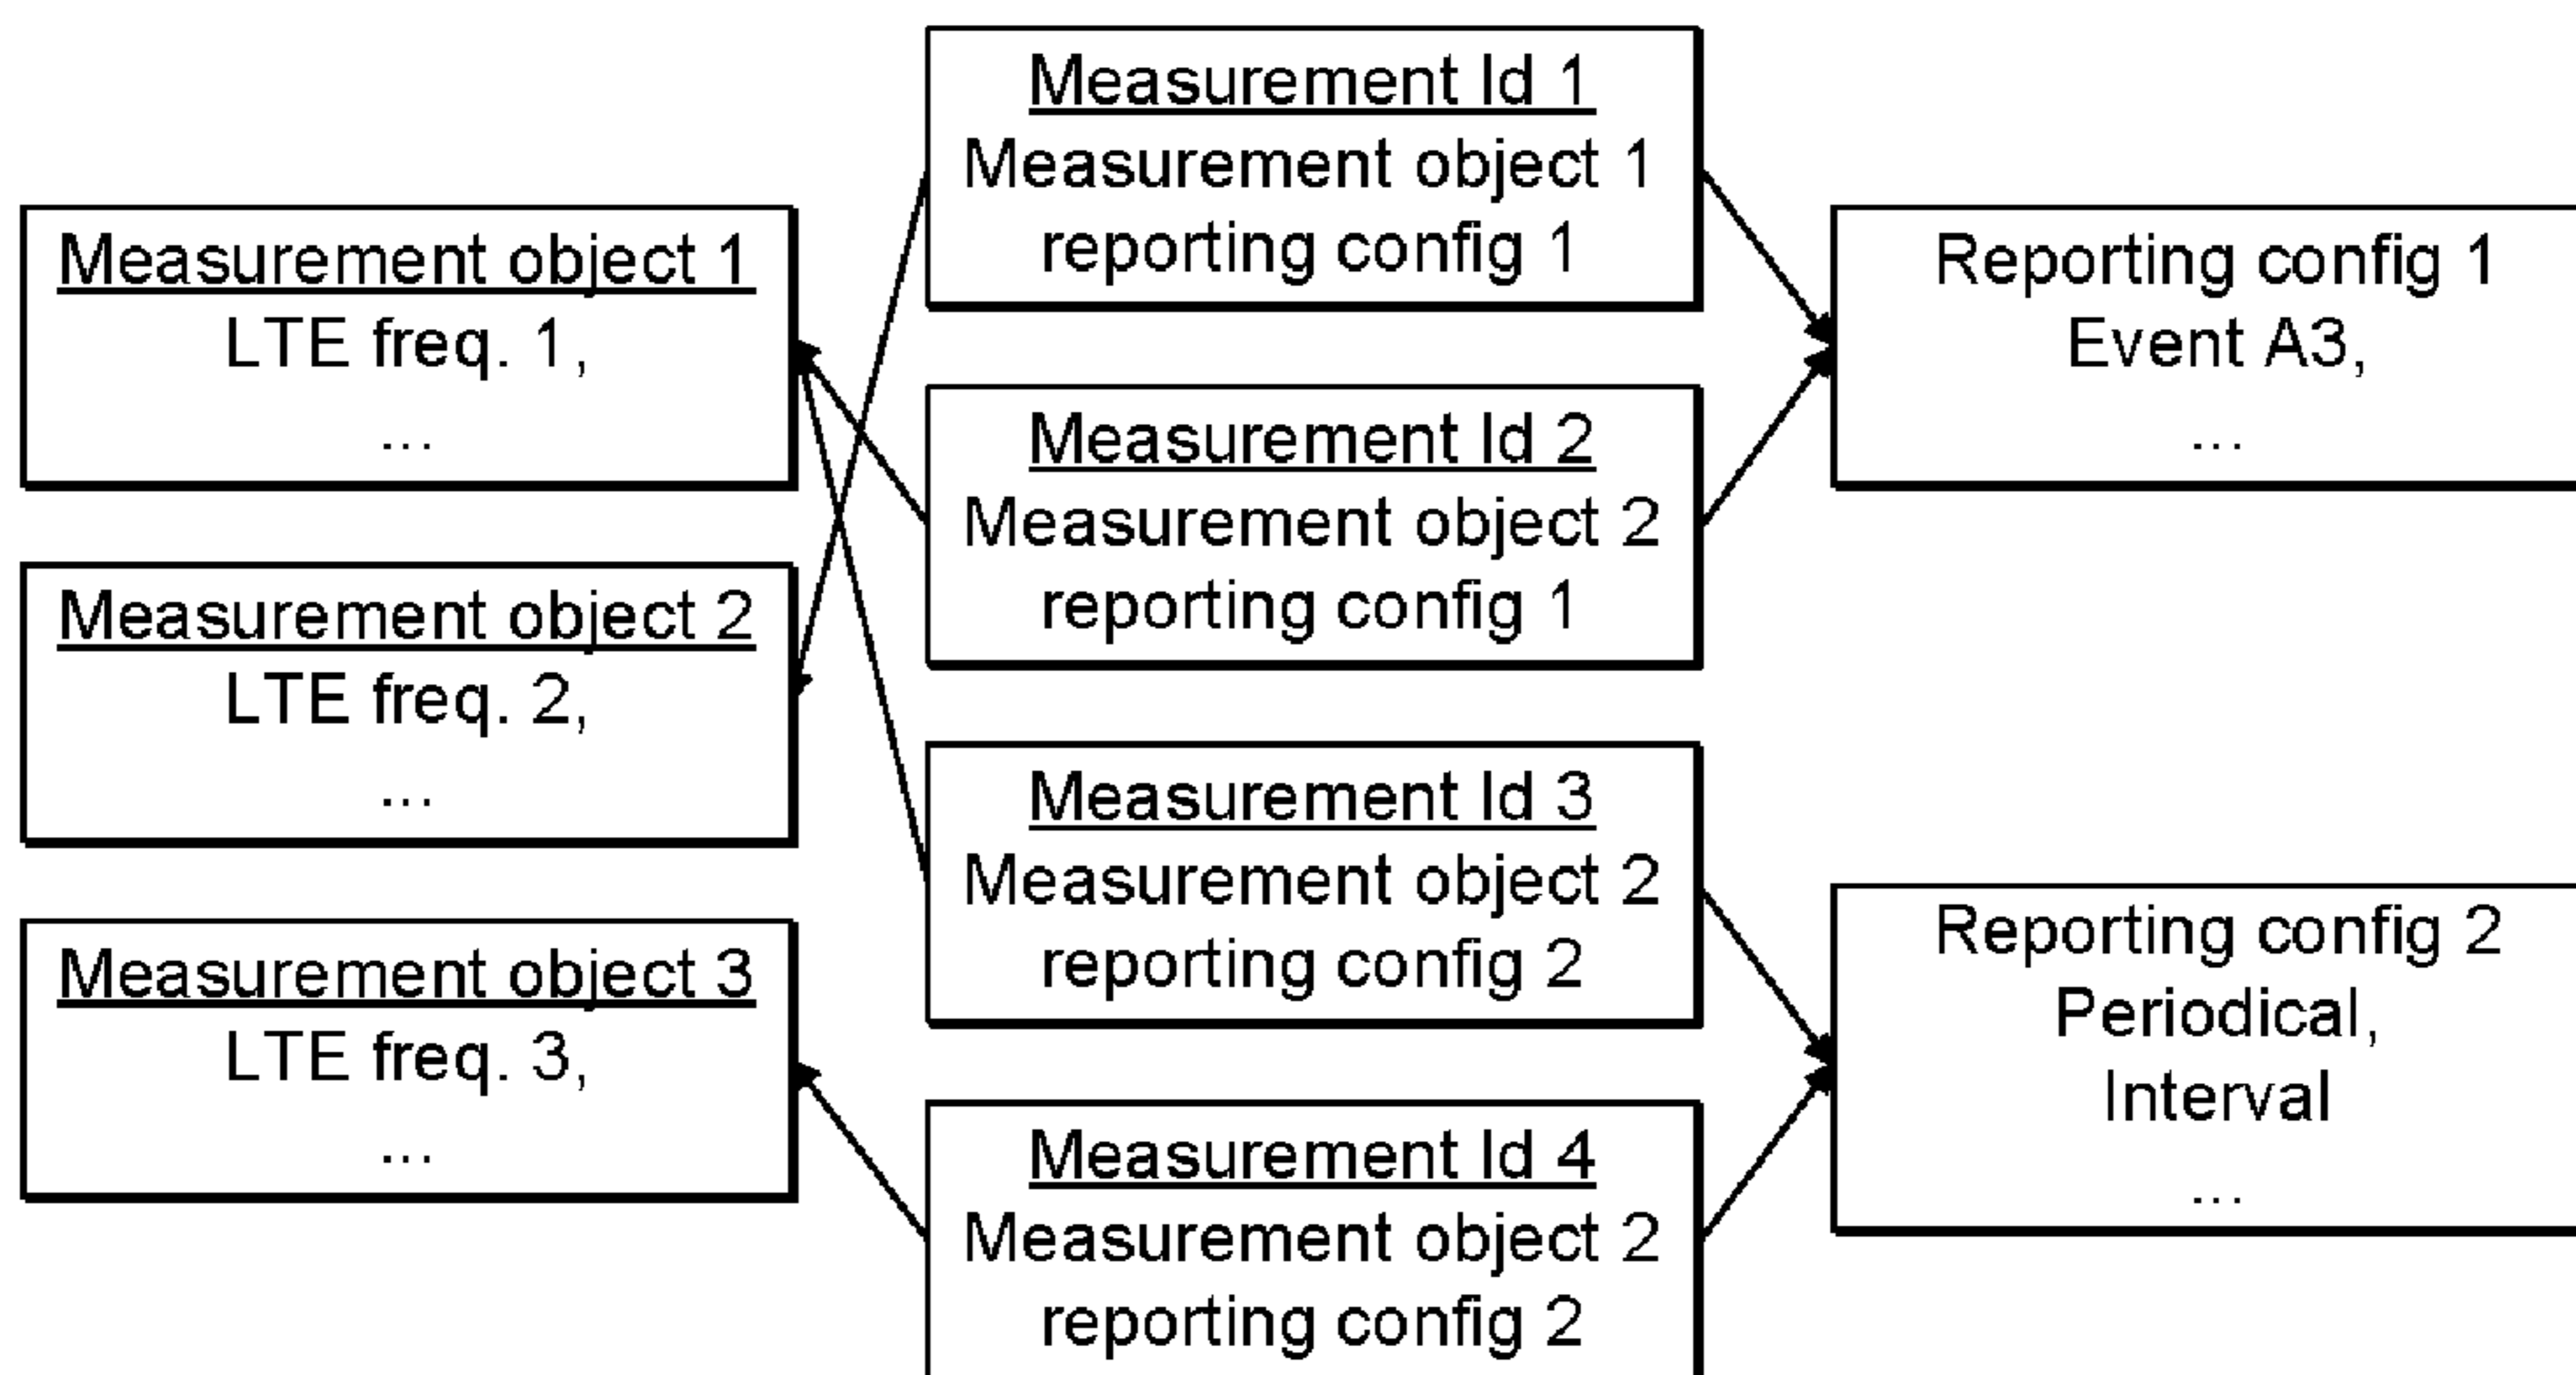 Measurement object 1
LTE freq. 1,
...
Measurement object 2
LTE freq. 2,
...
Measurement object 3
LTE freq. 3,
...
Measurement Id 1
Measurement object 1
reporting config 1
Measurement Id 2
Measurement object 2
reporting config 1
Measurement Id 3
Measurement object 2
reporting config 2
Measurement Id 4
Measurement object 2
reporting config 2
Reporting config 1
Event A3,
...
Reporting config 2
Periodical,
Interval
...